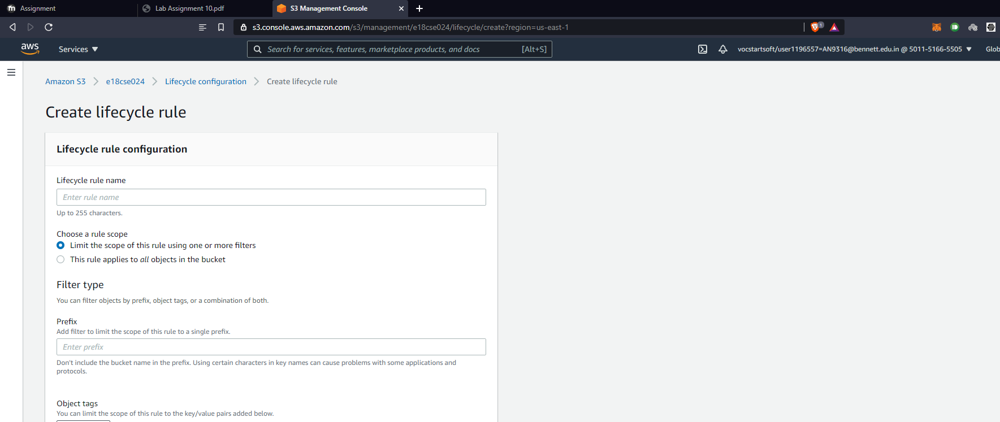 Assignment
Lab Assignment 10.pdf
S3 Management Console
s3.console.aws.amazon.com/s3/management/e18cse024/lifecycle/create?region=us-east-1
1
aws
Services
Search for services, features, marketplace products, and docs
[Alt+S]
vocstartsoft/user1196557=AN9316@bennett.edu.in @ 5011-5166-5505
Glob
Amazon S3 > e18cse024 > Lifecycle configuration > Create lifecycle rule
Create lifecycle rule
Lifecycle rule configuration
Lifecycle rule name
Enter rule name
Up to 255 characters.
Choose a rule scope
Limit the scope of this rule using one or more filters
This rule applies to all objects in the bucket
Filter type
You can filter objects by prefix, object tags, or a combination of both.
Prefix
Add filter to limit the scope of this rule to a single prefix.
Enter prefix
Don't include the bucket name in the prefix. Using certain characters in key names can cause problems with some applications and
protocols.
Object tags
You can limit the scope of this rule to the key/value pairs added below.